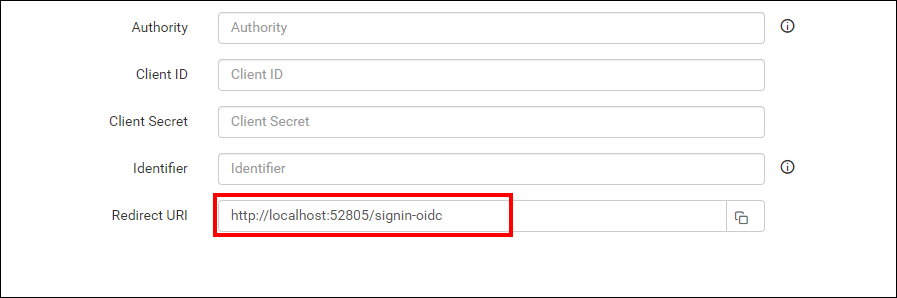 Authority Authority
Client ID Client ID
Client Secret Client Secret
Identifier Identifier
Redirect URI http://localhost:52805/signin-oidc